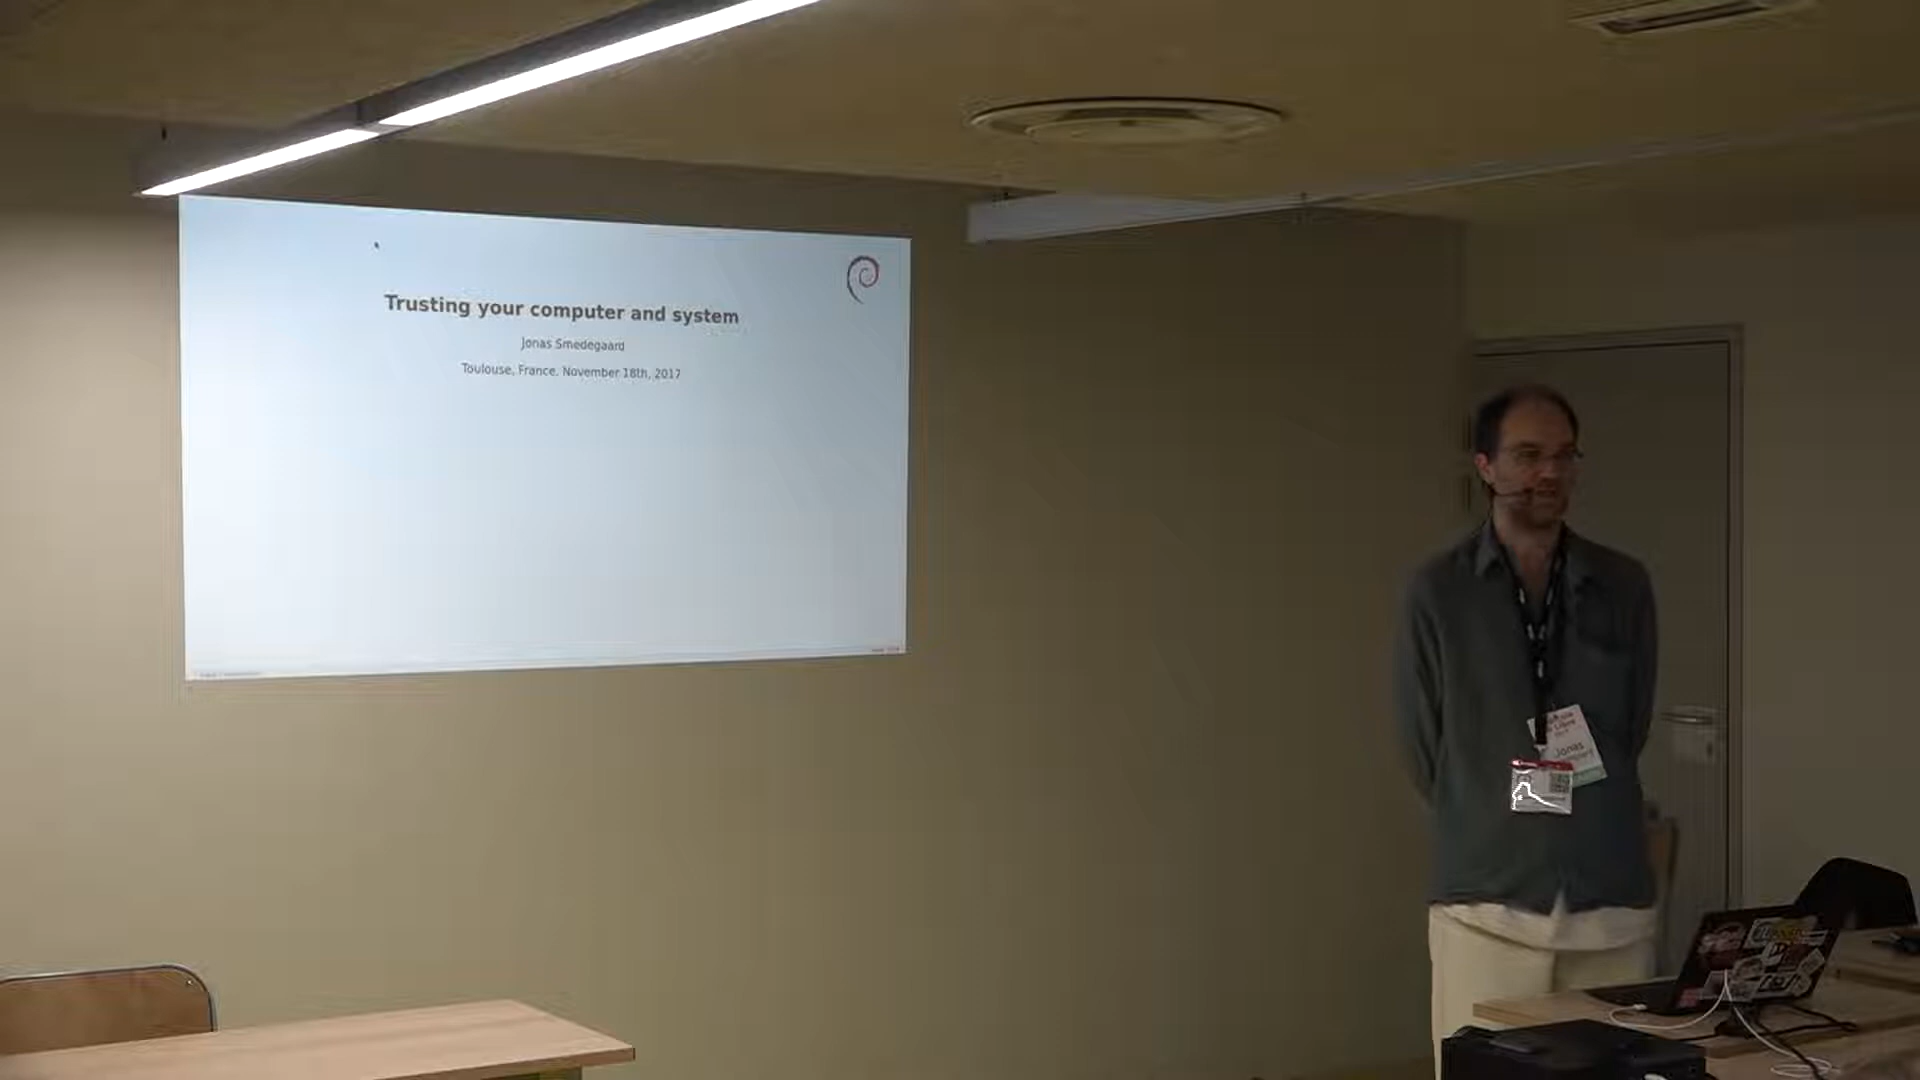 Trusting your computer and system
Jonas Smedegaard
Toulouse, France. November 18th, 2017
Jonas